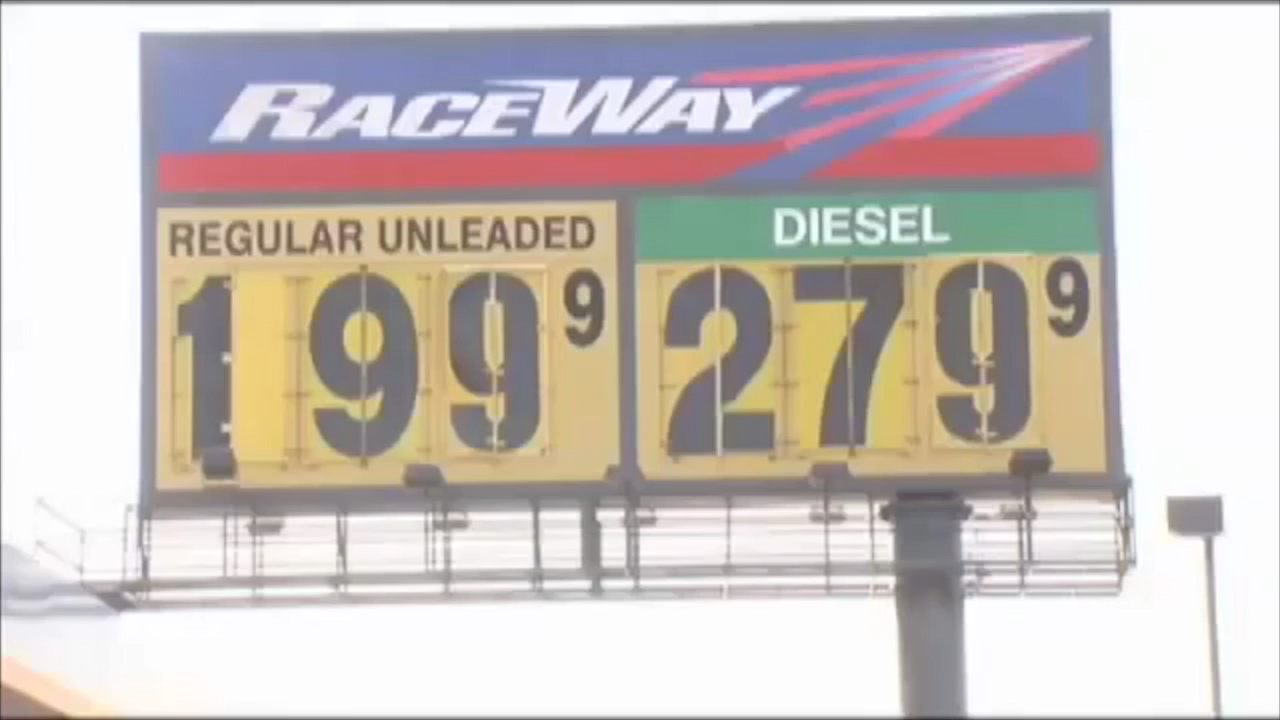 RACEWAY
REGULAR UNLEADED
1 99 9
DIESEL
2 79 9